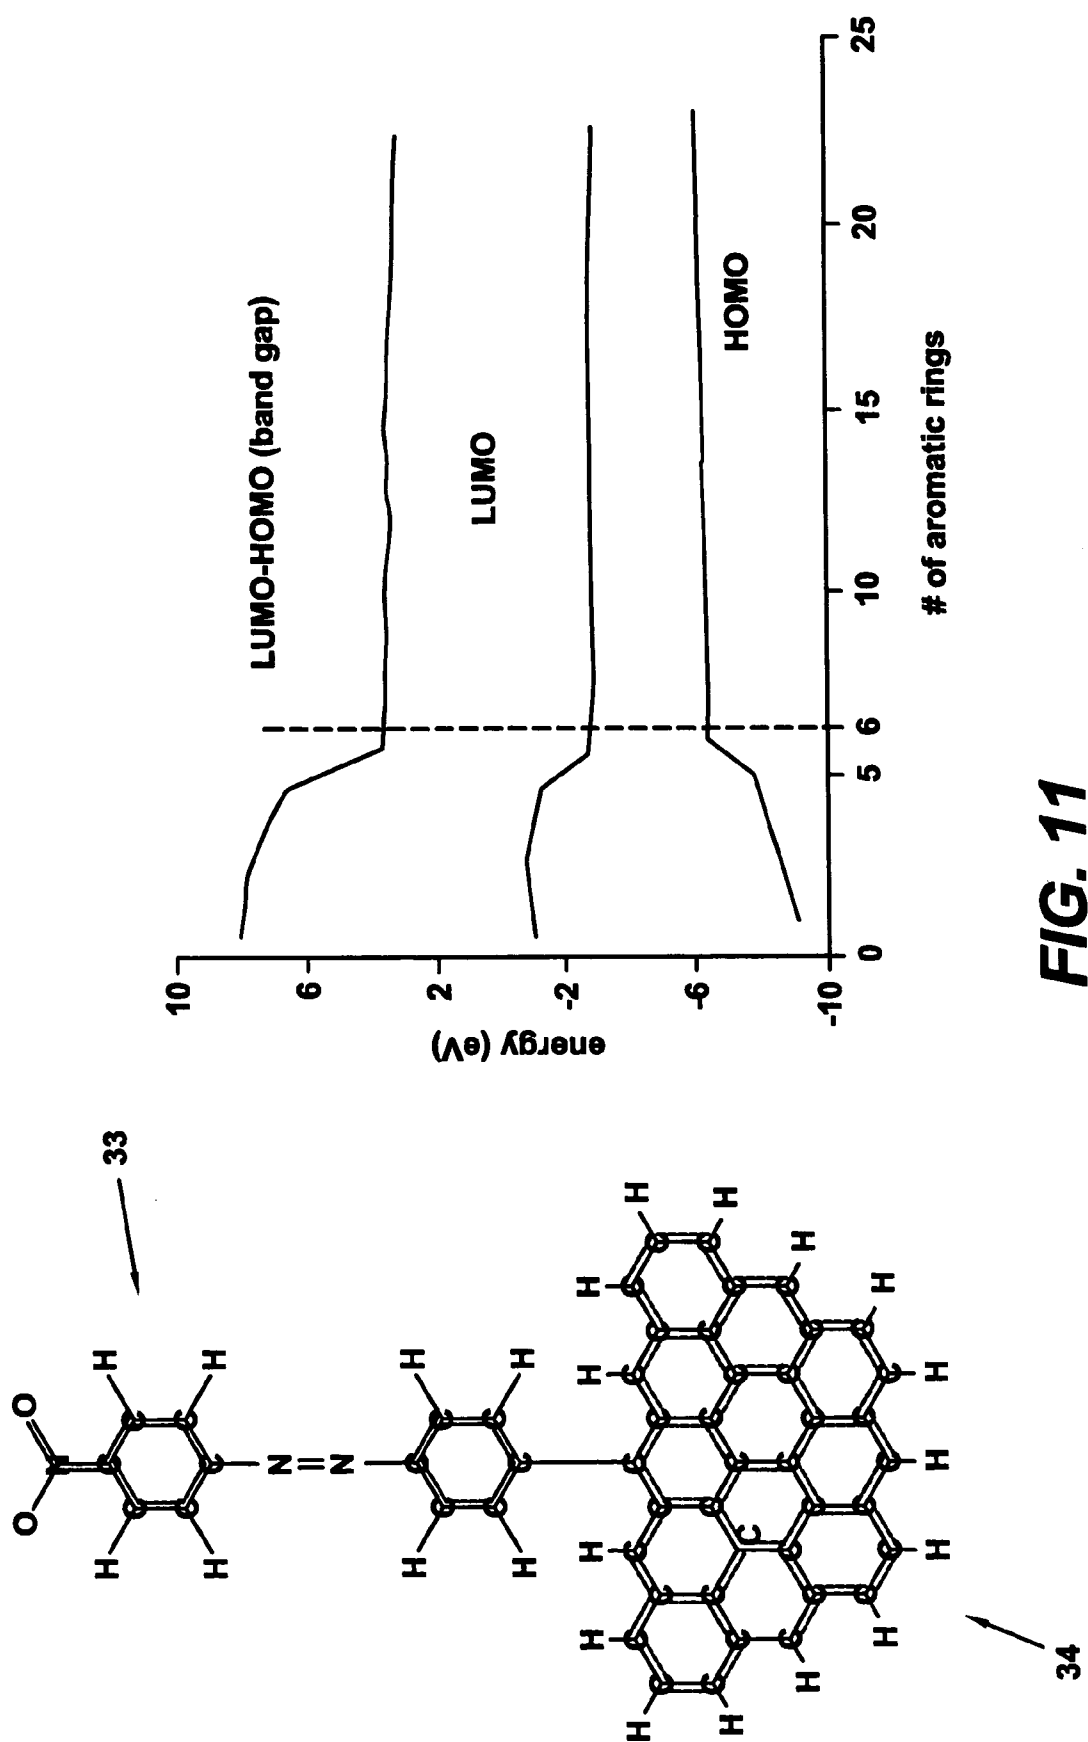 33
O
O
H
H
H
H
N=N
H
H
H
H
H
H
H
H
H
H
H
H
C
H
H
H
H
H
H
H
34
LUMO-HOMO (band gap)
LUMO
HOMO
energy (eV)
10
6
2
-2
-6
-10
0
5
6
10
15
20
25
# of aromatic rings
FIG. 11